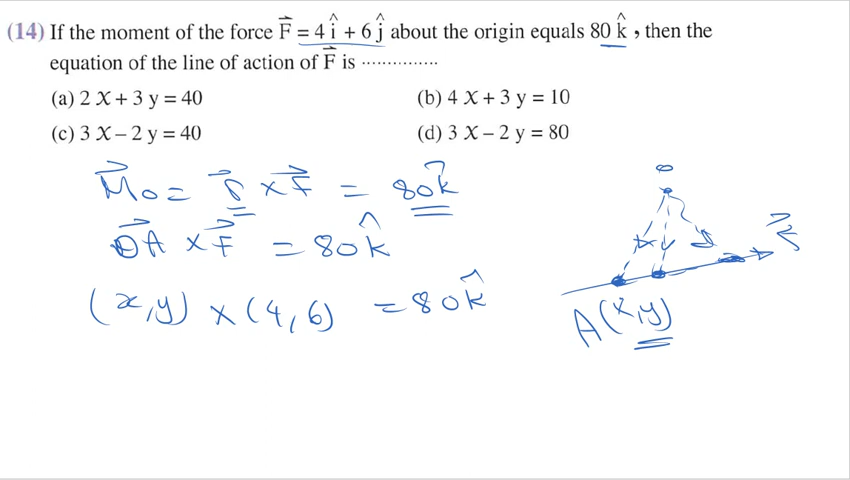 (14) If the moment of the force F⃗ = 4 î + 6 ĵ about the origin equals 80 k̂ , then the
equation of the line of action of F⃗ is ...............
(a) 2 X + 3 y = 40
(b) 4 X + 3 y = 10
(c) 3 X – 2 y = 40
(d) 3 X – 2 y = 80
M⃗o = r⃗ × F⃗ = 80k̂
OA⃗ × F⃗ = 80k̂
(x,y) × (4,6) = 80k̂
o
F⃗
A(x,y)